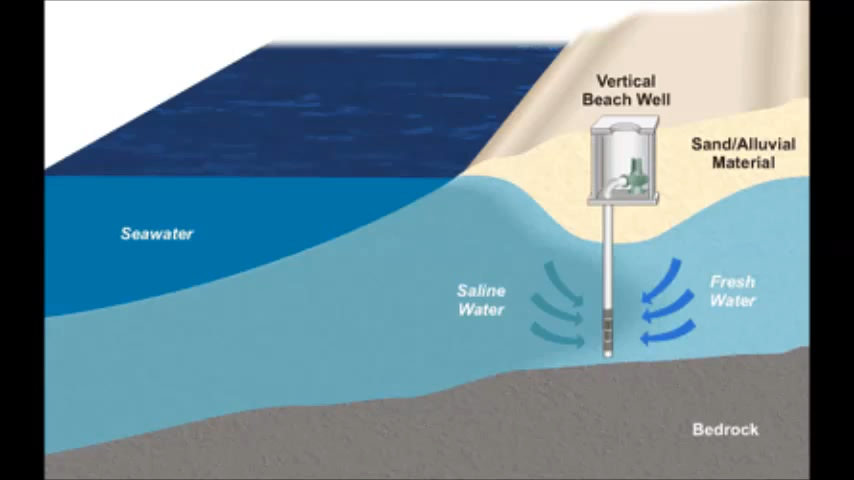 Vertical
Beach Well
Sand/Alluvial
Material
Seawater
Saline
Water
Fresh
Water
Bedrock